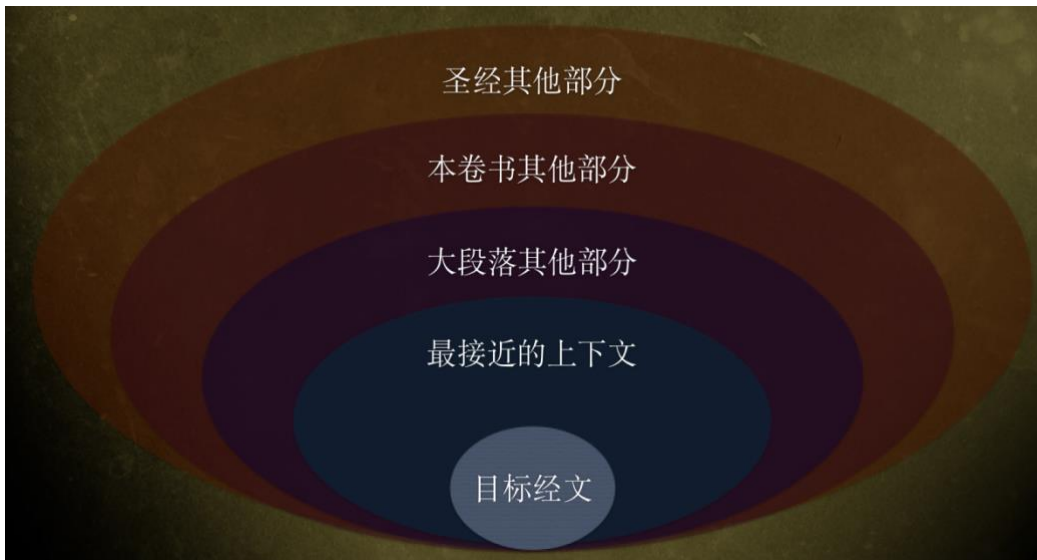 圣经其他部分
本卷书其他部分
大段落其他部分
最接近的上下文
目标经文